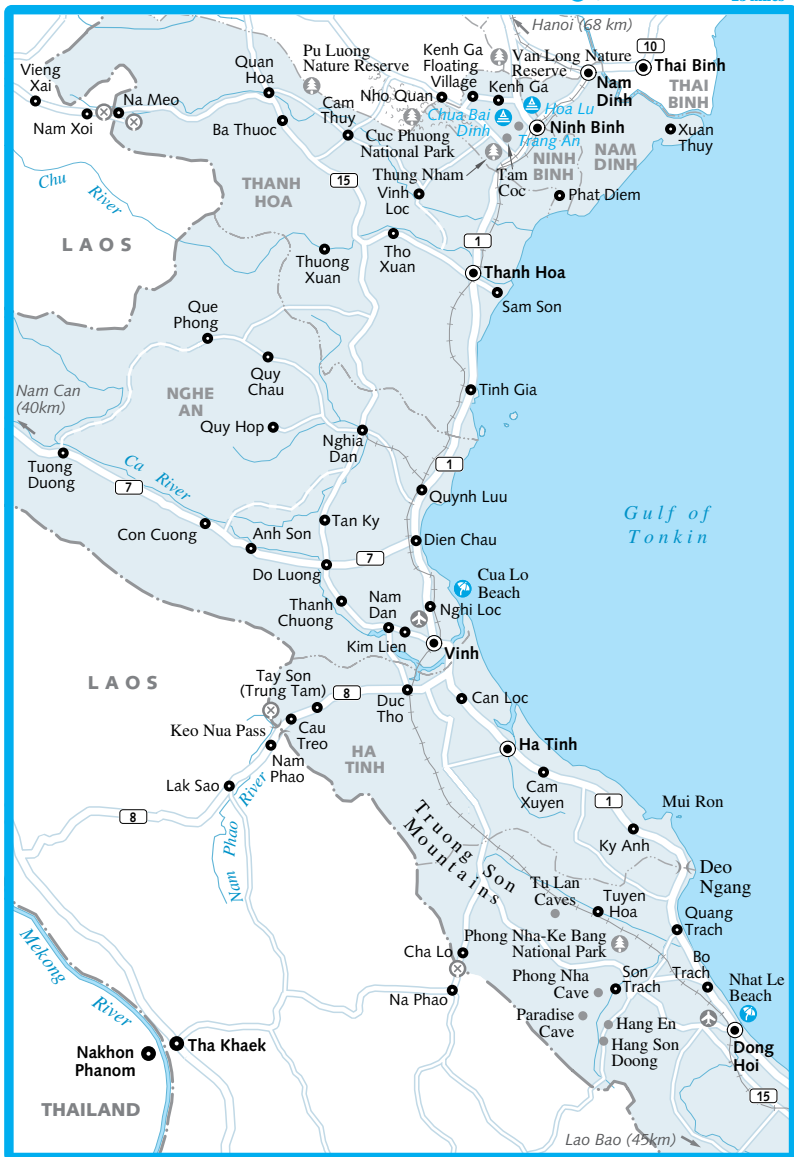 Hanoi (68 km)
Pu Luong
Nature Reserve
Kenh Ga
Floating
Village
Van Long Nature
Reserve
10
Thai Binh
THAI
BINH
Vieng
Xai
Quan
Hoa
Nam
Dinh
Na Meo
Nho Quan
Kenh Ga
Hoa Lu
Nam Xoi
Ba Thuoc
Cam
Thuy
Chua Bai
Dinh
Ninh Binh
Xuan
Thuy
Cuc Phuong
National Park
Trang An
NINH
BINH
NAM
DINH
Chu
River
THANH
HOA
15
Thung Nham
Tam
Coc
Vinh
Loc
Phat Diem
LAOS
Thuong
Xuan
Tho
Xuan
1
Thanh Hoa
Sam Son
Que
Phong
Quy
Chau
Tinh Gia
Nam Can
(40km)
NGHE
AN
Quy Hop
Nghia
Dan
Tuong
Duong
Ca River
7
1
Quynh Luu
Gulf of
Tonkin
Con Cuong
Anh Son
Tan Ky
Dien Chau
Do Luong
7
Cua Lo
Beach
Thanh
Chuong
Nam
Dan
Nghi Loc
Kim Lien
Vinh
LAOS
Tay Son
(Trung Tam)
8
Duc
Tho
Can Loc
Keo Nua Pass
Cau
Treo
HA
TINH
Ha Tinh
Nam
Phao
Lak Sao
Cam
Xuyen
8
Nam Phao River
1
Mui Ron
Truong Son
Mountains
Ky Anh
Deo
Ngang
Tu Lan
Caves
Tuyen
Hoa
Quang
Trach
Cha Lo
Phong Nha-Ke Bang
National Park
Bo
Trach
Mekong
River
Na Phao
Phong Nha
Cave
Son
Trach
Nhat Le
Beach
Paradise
Cave
Hang En
Hang Son
Doong
Dong
Hoi
Tha Khaek
Nakhon
Phanom
15
THAILAND
Lao Bao (45km)